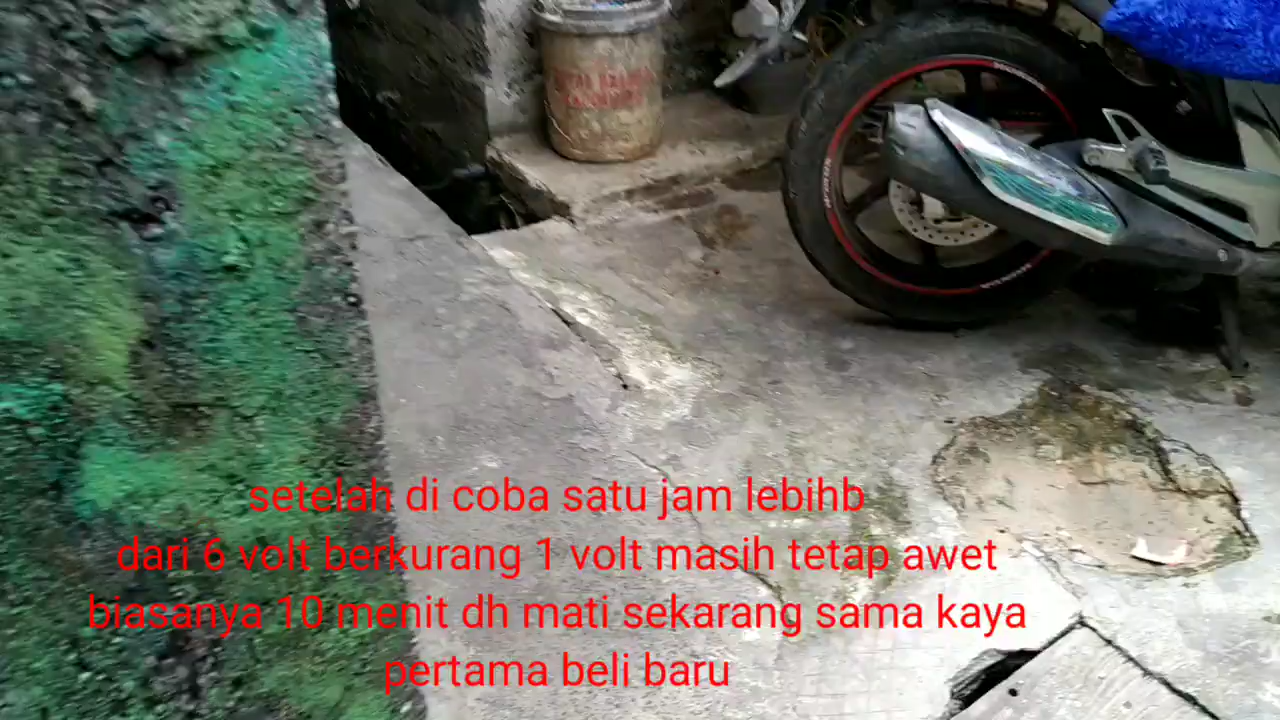 setelah di coba satu jam lebihb
dari 6 volt berkurang 1 volt masih tetap awet
biasanya 10 menit dh mati sekarang sama kaya
pertama beli baru